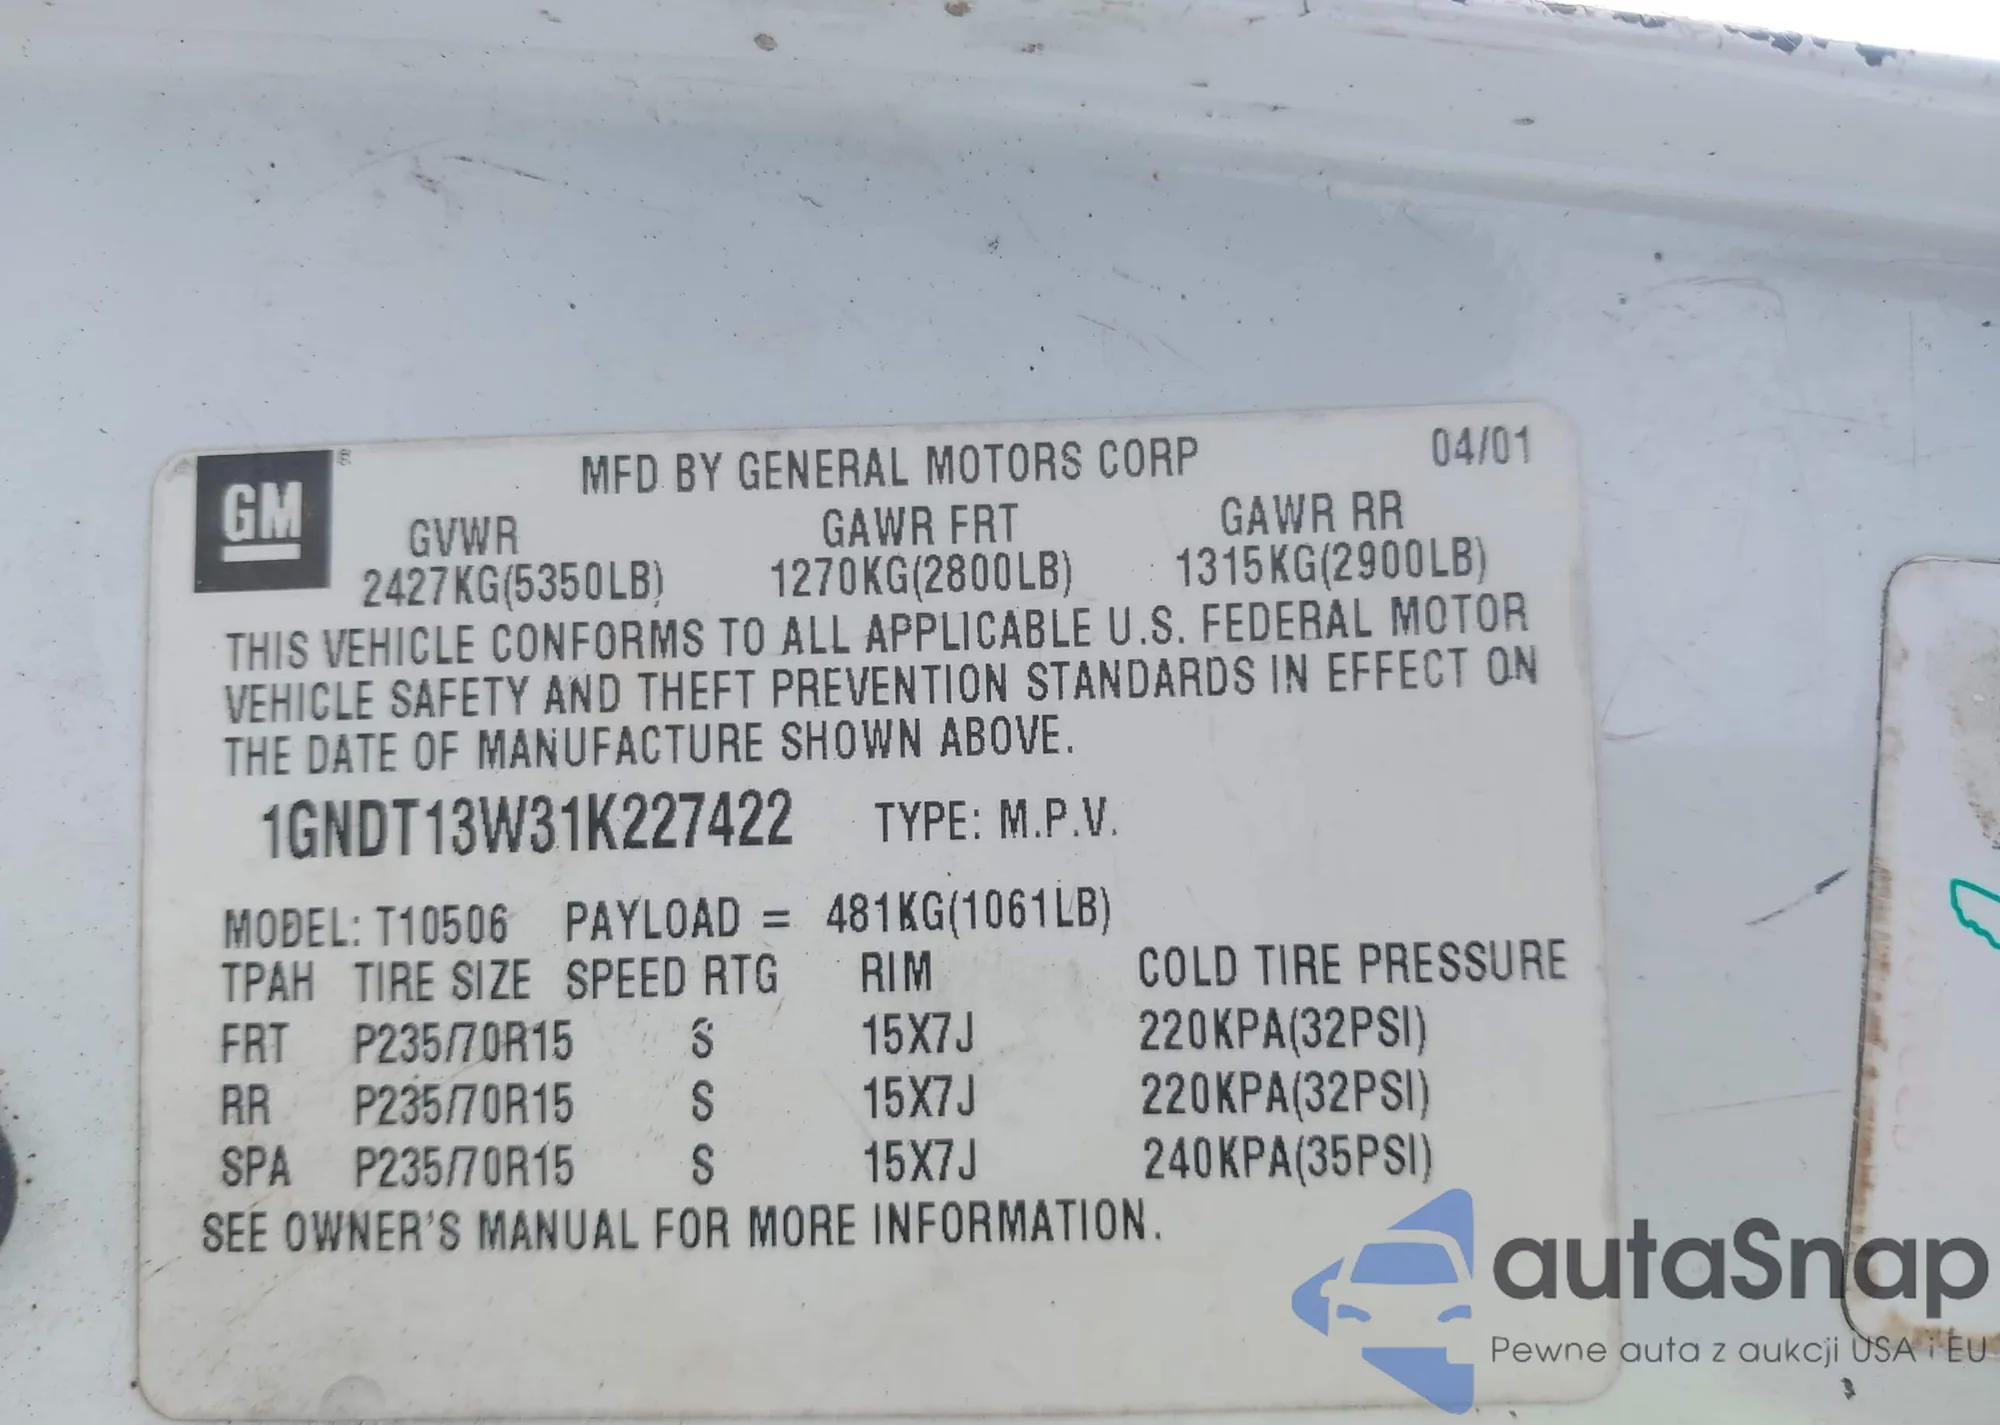 GM ®
MFD BY GENERAL MOTORS CORP 04/01
GVWR GAWR FRT GAWR RR
2427KG(5350LB) 1270KG(2800LB) 1315KG(2900LB)
THIS VEHICLE CONFORMS TO ALL APPLICABLE U.S. FEDERAL MOTOR
VEHICLE SAFETY AND THEFT PREVENTION STANDARDS IN EFFECT ON
THE DATE OF MANUFACTURE SHOWN ABOVE.
1GNDT13W31K227422 TYPE: M.P.V.
MODEL: T10506 PAYLOAD = 481KG(1061LB)
TPAH TIRE SIZE SPEED RTG RIM COLD TIRE PRESSURE
FRT P235/70R15 S 15X7J 220KPA(32PSI)
RR P235/70R15 S 15X7J 220KPA(32PSI)
SPA P235/70R15 S 15X7J 240KPA(35PSI)
SEE OWNER'S MANUAL FOR MORE INFORMATION.
autaSnap
Pewne auta z aukcji USA i EU